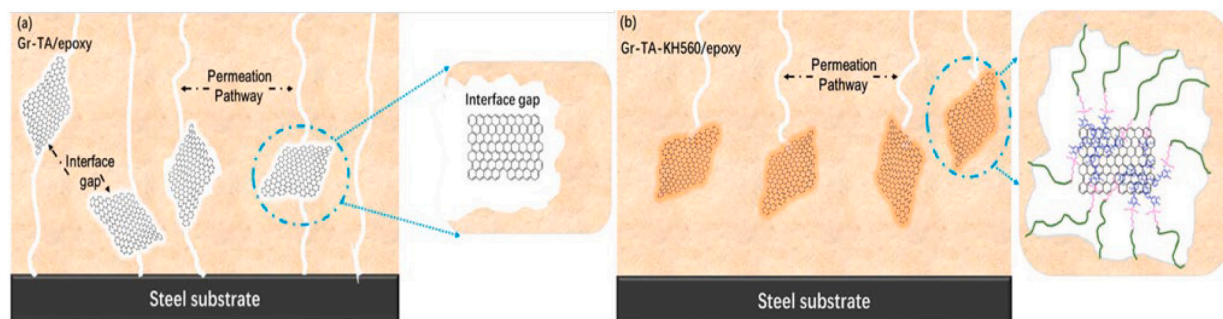 (a)
Gr-TA/epoxy
Permeation
Pathway
Interface
gap
Interface gap
Steel substrate
(b)
Gr-TA-KH560/epoxy
Permeation
Pathway
Steel substrate